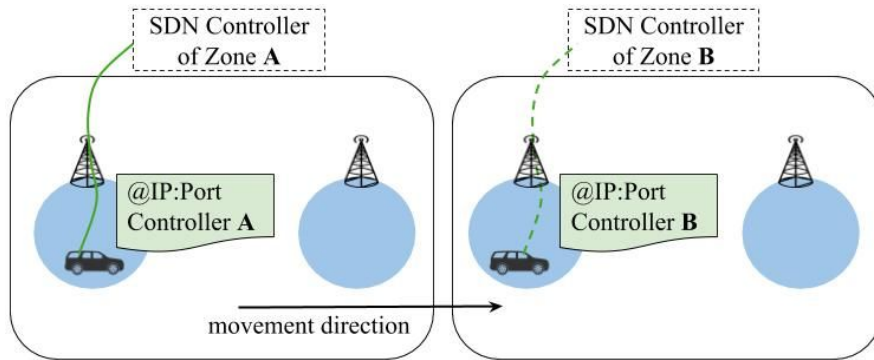 SDN Controller
of Zone A
SDN Controller
of Zone B
@IP:Port
Controller A
@IP:Port
Controller B
movement direction